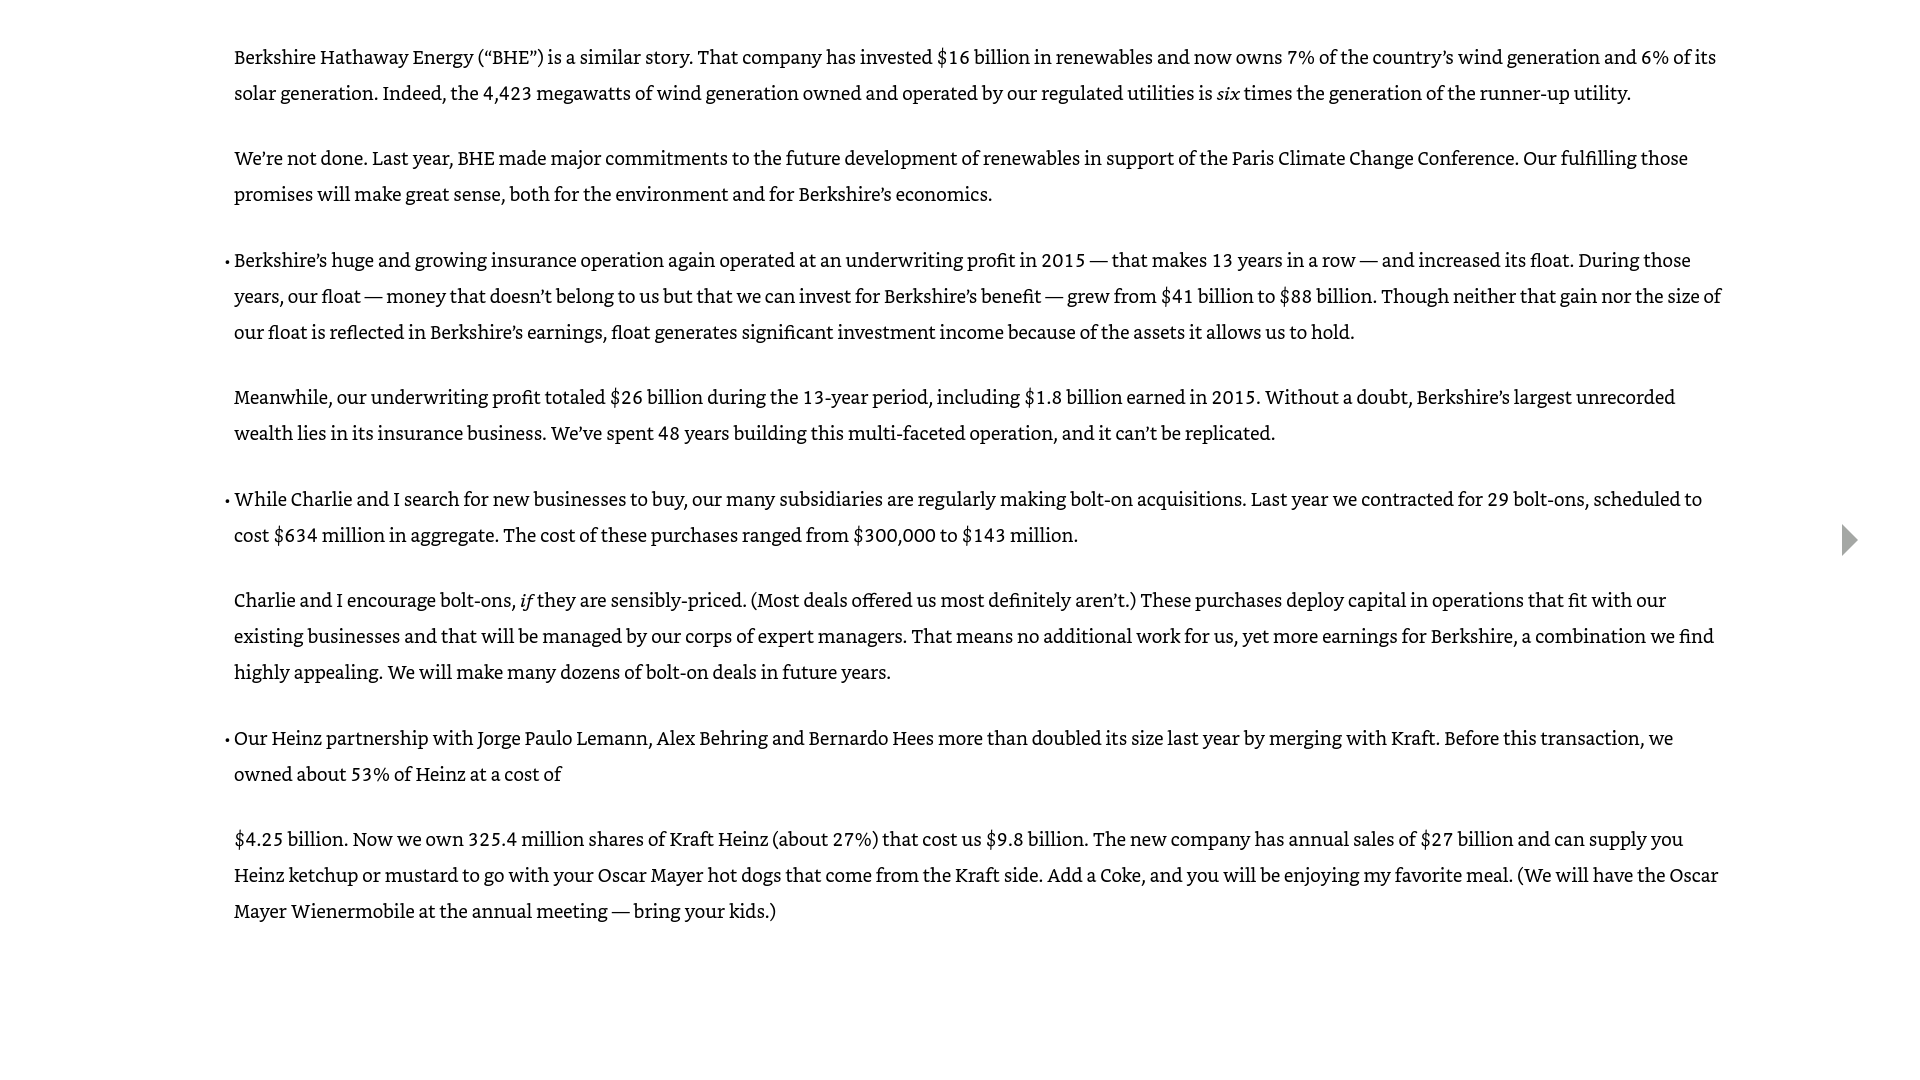 Berkshire Hathaway Energy (“BHE”) is a similar story. That company has invested $16 billion in renewables and now owns 7% of the country’s wind generation and 6% of its
solar generation. Indeed, the 4,423 megawatts of wind generation owned and operated by our regulated utilities is six times the generation of the runner-up utility.
We’re not done. Last year, BHE made major commitments to the future development of renewables in support of the Paris Climate Change Conference. Our fulfilling those
promises will make great sense, both for the environment and for Berkshire’s economics.
• Berkshire’s huge and growing insurance operation again operated at an underwriting profit in 2015 — that makes 13 years in a row — and increased its float. During those
years, our float — money that doesn’t belong to us but that we can invest for Berkshire’s benefit — grew from $41 billion to $88 billion. Though neither that gain nor the size of
our float is reflected in Berkshire’s earnings, float generates significant investment income because of the assets it allows us to hold.
Meanwhile, our underwriting profit totaled $26 billion during the 13-year period, including $1.8 billion earned in 2015. Without a doubt, Berkshire’s largest unrecorded
wealth lies in its insurance business. We’ve spent 48 years building this multi-faceted operation, and it can’t be replicated.
• While Charlie and I search for new businesses to buy, our many subsidiaries are regularly making bolt-on acquisitions. Last year we contracted for 29 bolt-ons, scheduled to
cost $634 million in aggregate. The cost of these purchases ranged from $300,000 to $143 million.
Charlie and I encourage bolt-ons, if they are sensibly-priced. (Most deals offered us most definitely aren’t.) These purchases deploy capital in operations that fit with our
existing businesses and that will be managed by our corps of expert managers. That means no additional work for us, yet more earnings for Berkshire, a combination we find
highly appealing. We will make many dozens of bolt-on deals in future years.
• Our Heinz partnership with Jorge Paulo Lemann, Alex Behring and Bernardo Hees more than doubled its size last year by merging with Kraft. Before this transaction, we
owned about 53% of Heinz at a cost of
$4.25 billion. Now we own 325.4 million shares of Kraft Heinz (about 27%) that cost us $9.8 billion. The new company has annual sales of $27 billion and can supply you
Heinz ketchup or mustard to go with your Oscar Mayer hot dogs that come from the Kraft side. Add a Coke, and you will be enjoying my favorite meal. (We will have the Oscar
Mayer Wienermobile at the annual meeting — bring your kids.)